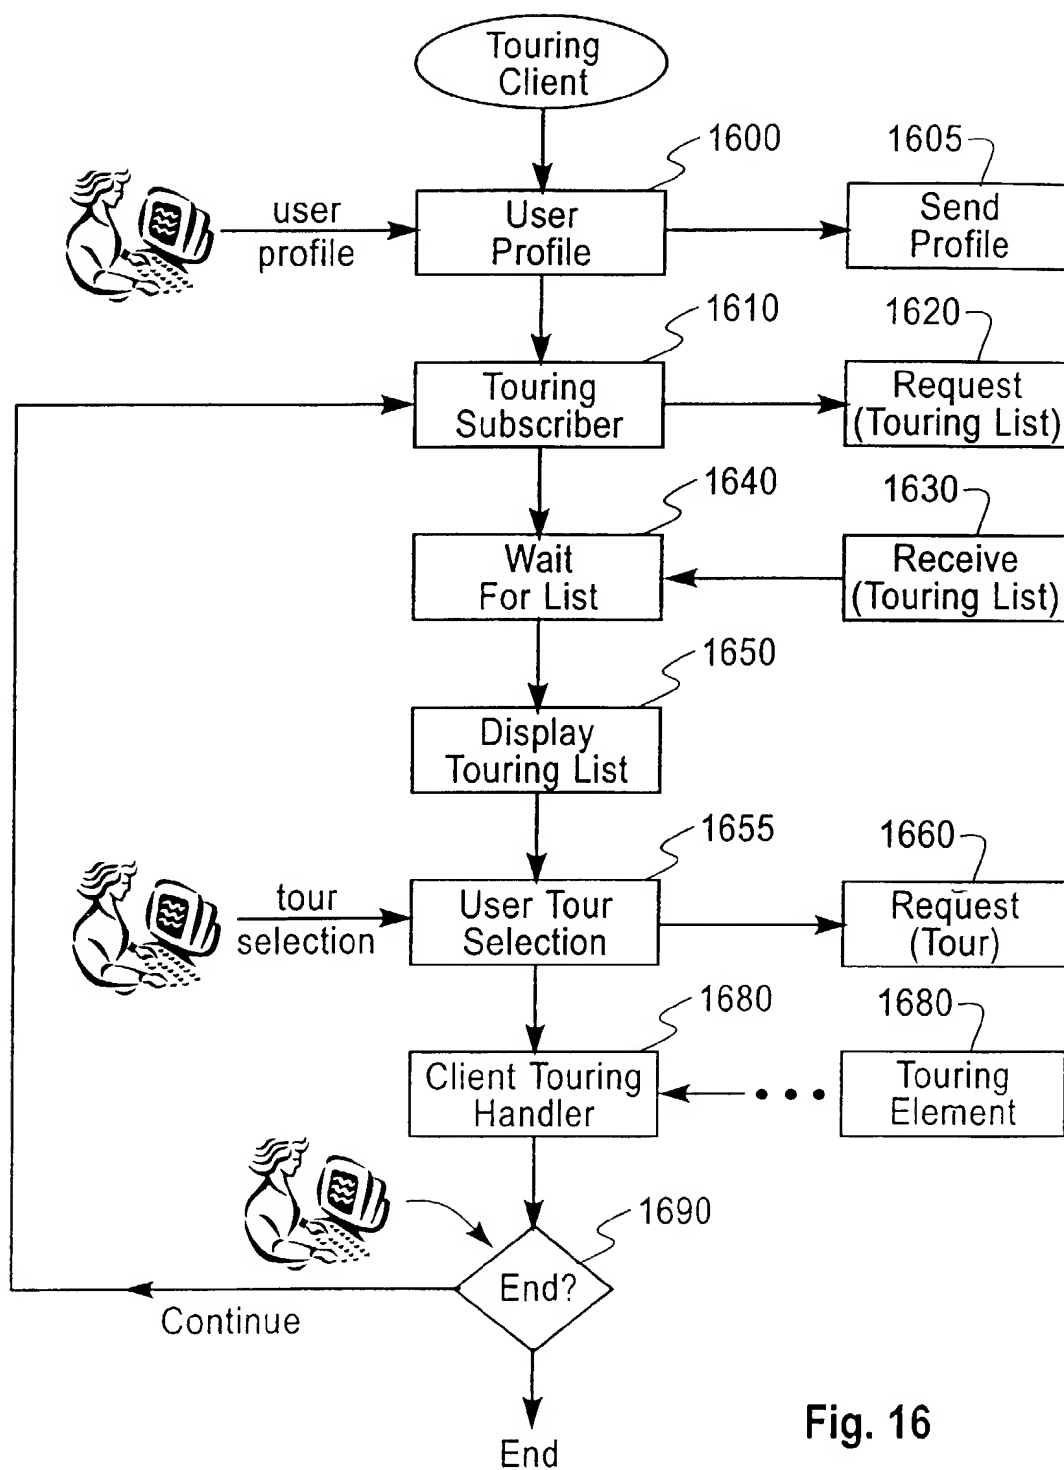 Touring
Client
1600
1605
user
profile
User
Profile
Send
Profile
1610
1620
Touring
Subscriber
Request
(Touring List)
1640
1630
Wait
For List
Receive
(Touring List)
1650
Display
Touring List
1655
1660
tour
selection
User Tour
Selection
Request
(Tour)
1680
1680
Client Touring
Handler
Touring
Element
1690
End?
Continue
End
Fig. 16